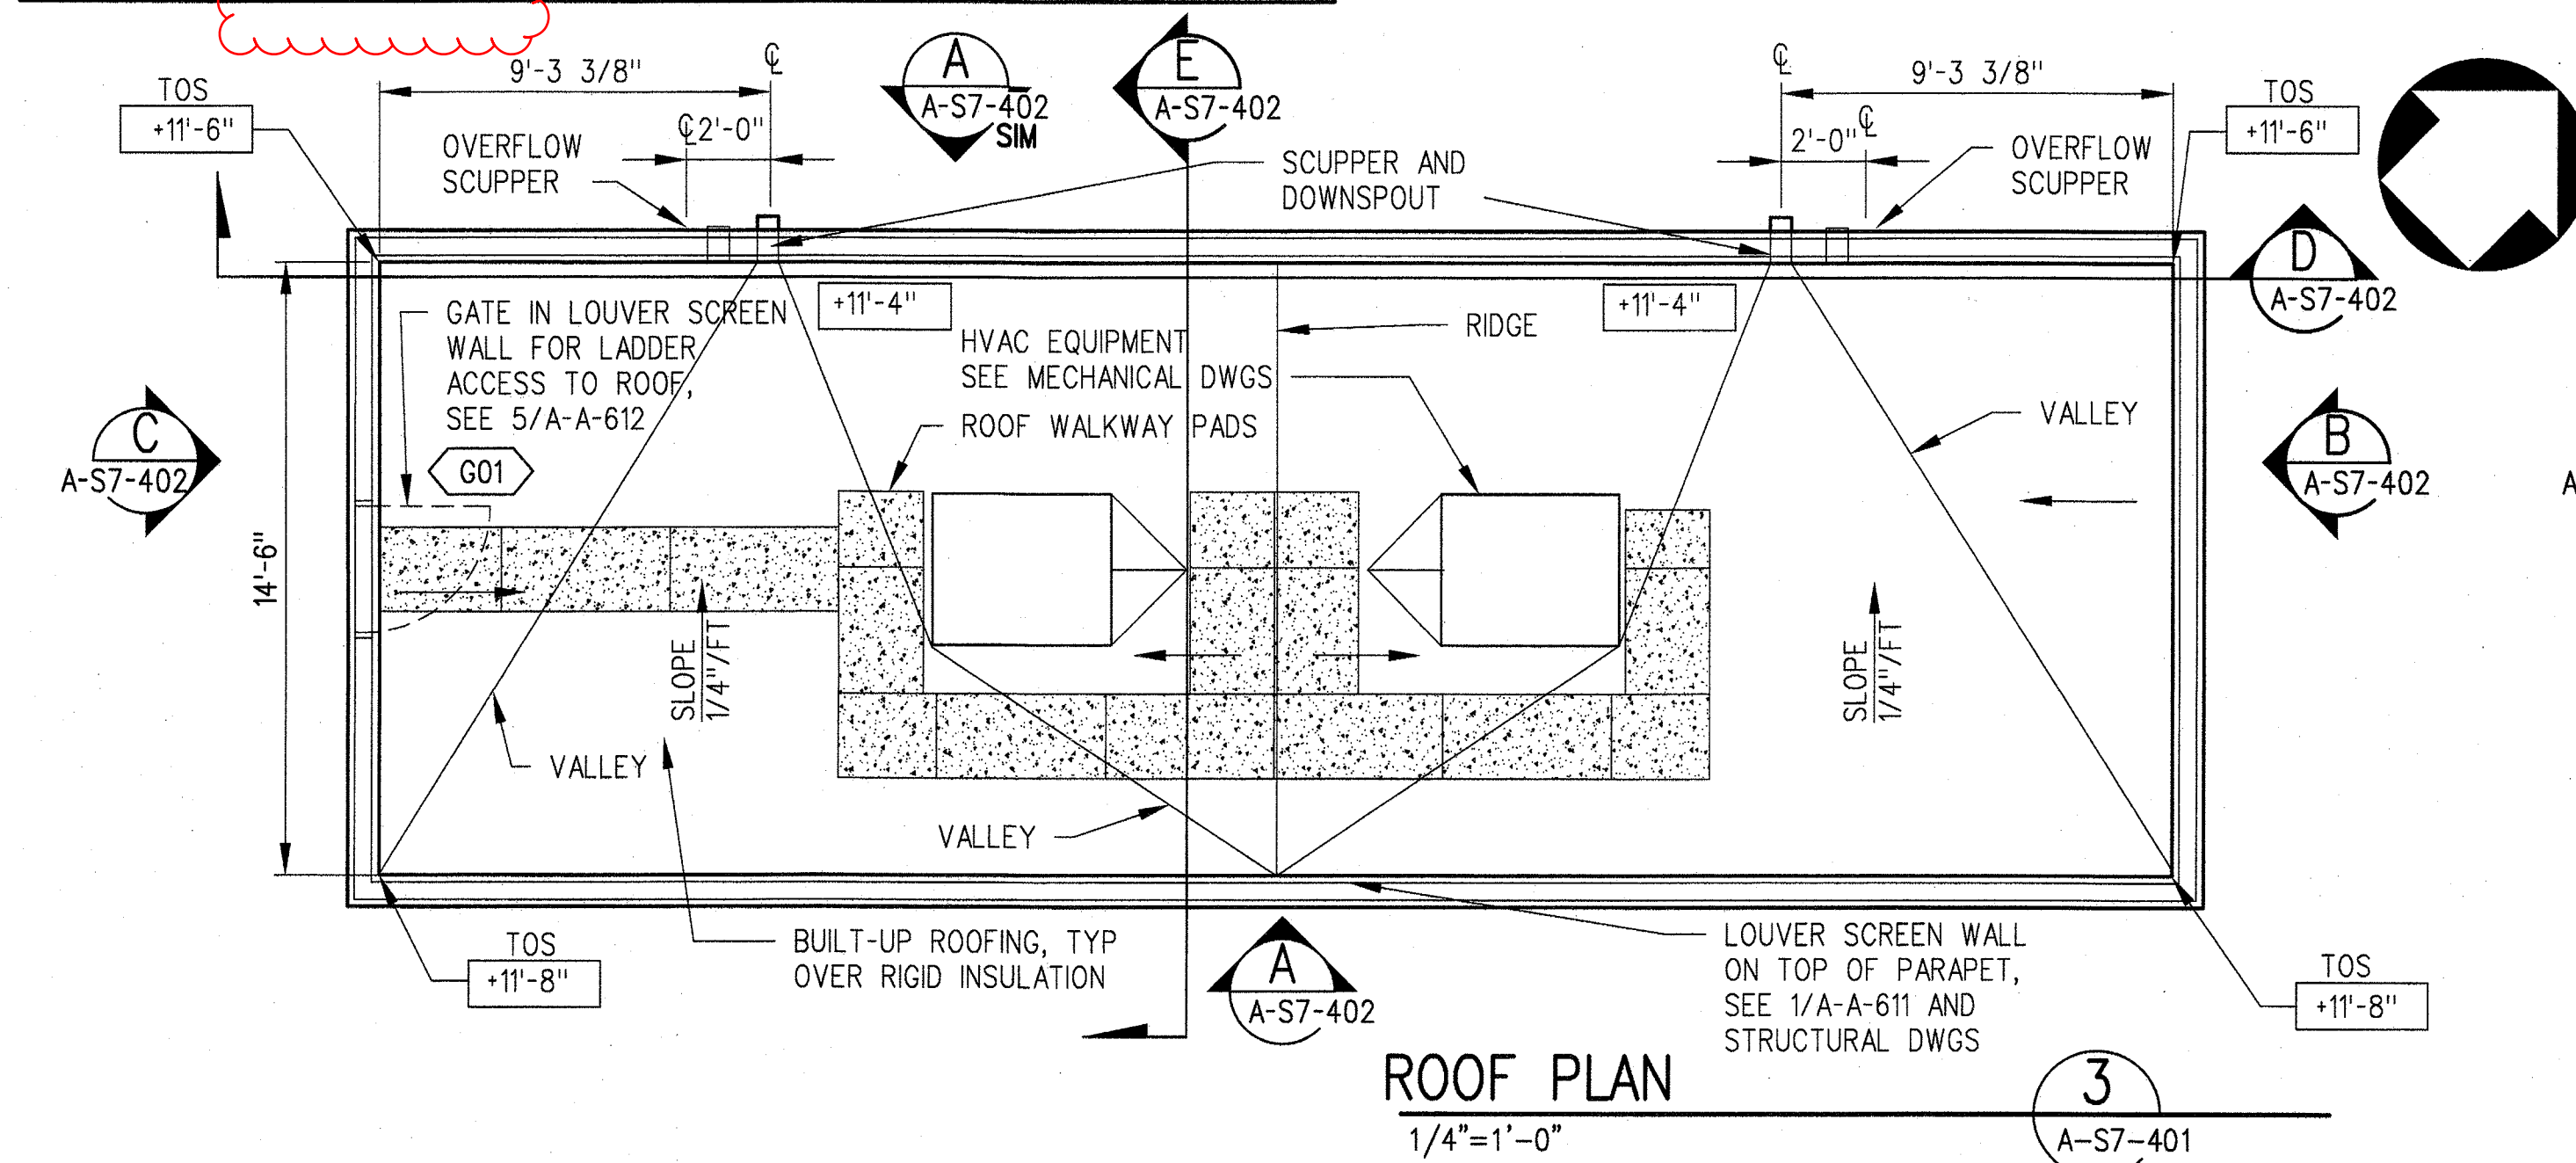 9'-3 3/8"
℄
A
A-S7-402
SIM
E
A-S7-402
℄
9'-3 3/8"
TOS
+11'-6"
OVERFLOW
SCUPPER
℄
2'-0"
SCUPPER AND
DOWNSPOUT
2'-0"
℄
OVERFLOW
SCUPPER
TOS
+11'-6"
D
A-S7-402
GATE IN LOUVER SCREEN
WALL FOR LADDER
ACCESS TO ROOF,
SEE 5/A-A-612
G01
+11'-4"
HVAC EQUIPMENT
SEE MECHANICAL DWGS
ROOF WALKWAY PADS
RIDGE
+11'-4"
VALLEY
C
A-S7-402
B
A-S7-402
A
14'-6"
SLOPE
1/4"/FT
SLOPE
1/4"/FT
VALLEY
VALLEY
TOS
+11'-8"
BUILT-UP ROOFING, TYP
OVER RIGID INSULATION
A
A-S7-402
LOUVER SCREEN WALL
ON TOP OF PARAPET,
SEE 1/A-A-611 AND
STRUCTURAL DWGS
TOS
+11'-8"
ROOF PLAN
1/4"=1'-0"
3
A-S7-401